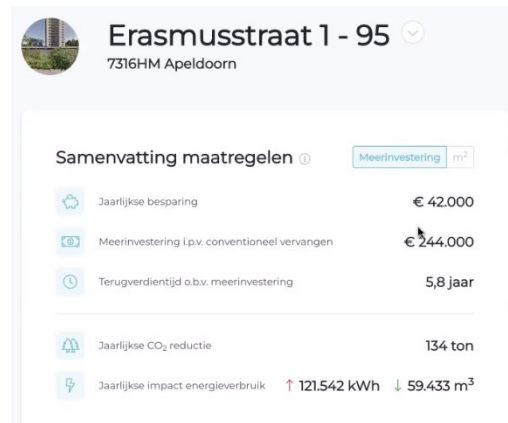 Erasmusstraat 1 - 95
7316HM Apeldoorn
Samenvatting maatregelen
Meerinvestering m²
Jaarlijkse besparing € 42.000
Meerinvestering i.p.v. conventioneel vervangen € 244.000
Terugverdientijd o.b.v. meerinvestering 5,8 jaar
Jaarlijkse CO₂ reductie 134 ton
Jaarlijkse impact energieverbruik ↑ 121.542 kWh ↓ 59.433 m³